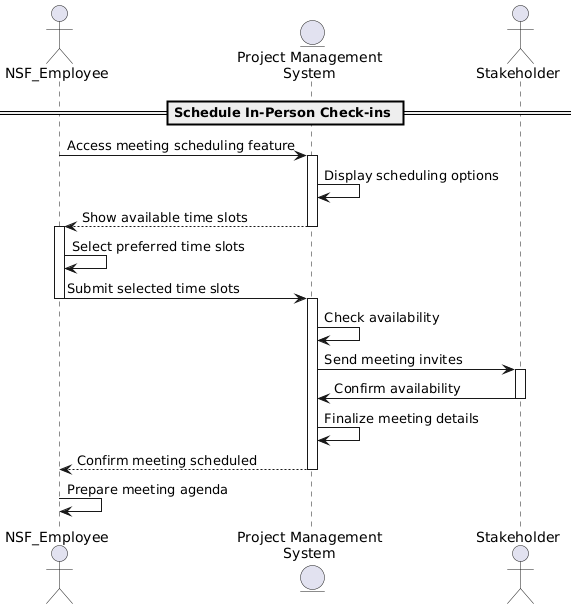 NSF_Employee
Project Management
System
Stakeholder
Schedule In-Person Check-ins
Access meeting scheduling feature
Display scheduling options
Show available time slots
Select preferred time slots
Submit selected time slots
Check availability
Send meeting invites
Confirm availability
Finalize meeting details
Confirm meeting scheduled
Prepare meeting agenda
NSF_Employee
Project Management
System
Stakeholder